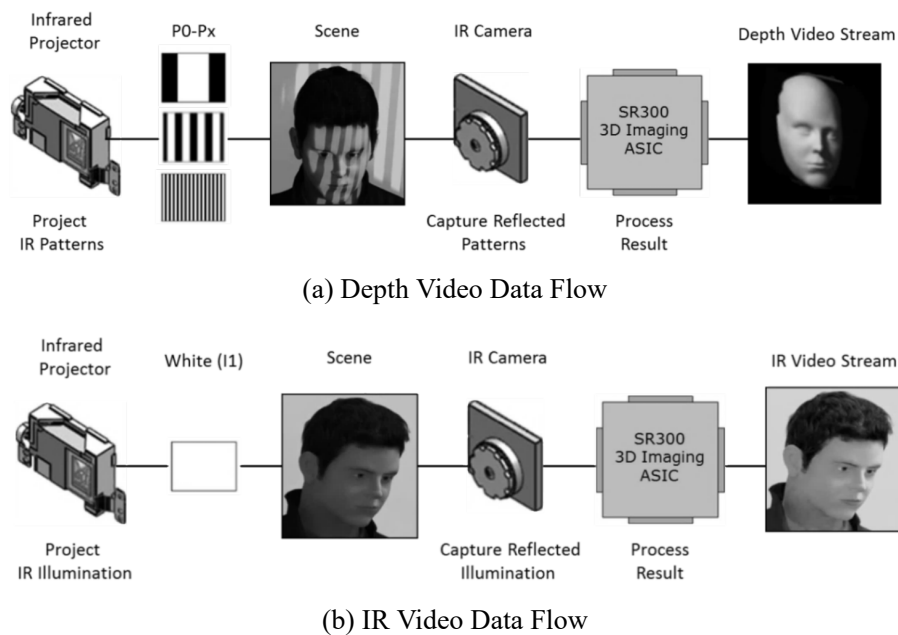 Infrared
Projector
P0-Px
Scene
IR Camera
Depth Video Stream
SR300
3D Imaging
ASIC
Project
IR Patterns
Capture Reflected
Patterns
Process
Result
(a) Depth Video Data Flow
Infrared
Projector
White (I1)
Scene
IR Camera
IR Video Stream
SR300
3D Imaging
ASIC
Project
IR Illumination
Capture Reflected
Illumination
Process
Result
(b) IR Video Data Flow